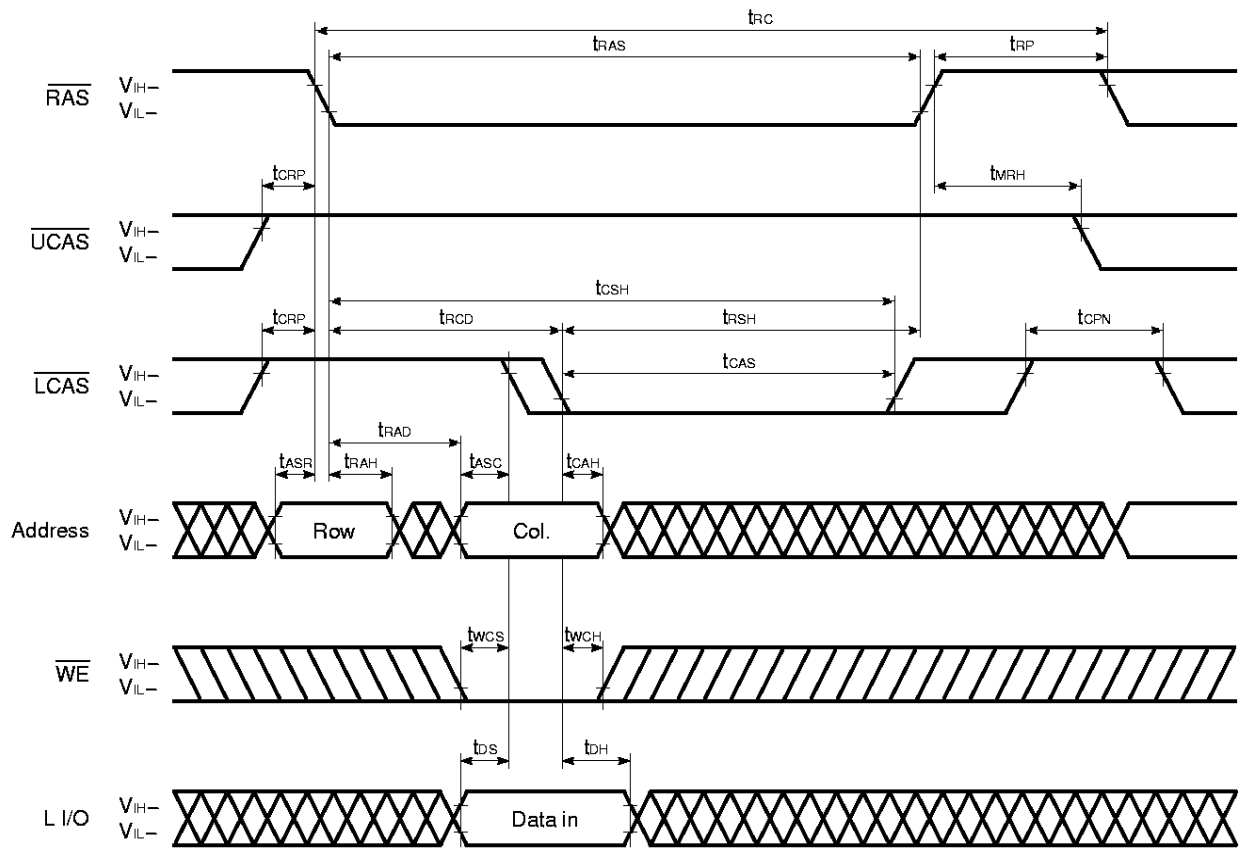 tRC
tRAS tRP
RAS VIH–
VIL–
tCRP tMRH
UCAS VIH–
VIL–
tCSH
tCRP tRCD tRSH tCPN
LCAS VIH– tCAS
VIL–
tRAD
tASR tRAH tASC tCAH
Address VIH– Row Col.
VIL–
tWCS tWCH
WE VIH–
VIL–
tDS tDH
L I/O VIH– Data in
VIL–